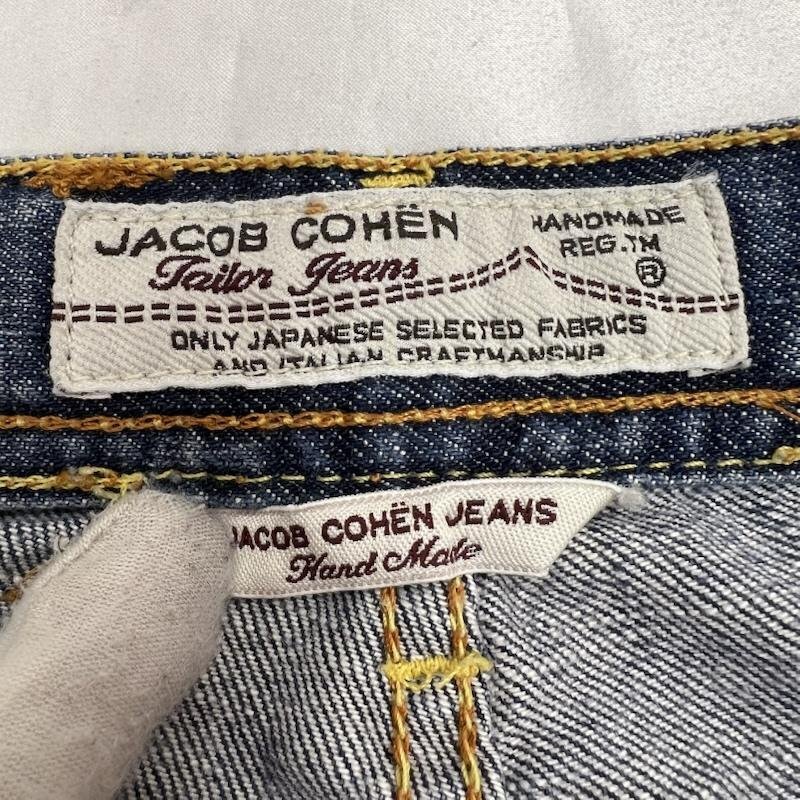 JACOB COHËN
Tailor Jeans
HANDMADE
REG.TM
®
ONLY JAPANESE SELECTED FABRICS
AND ITALIAN CRAFTMANSHIP
JACOB COHËN JEANS
Hand Made